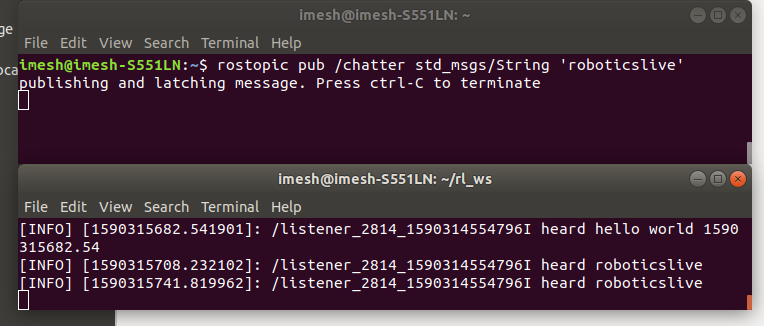 ge
oca
imesh@imesh-S551LN: ~
File Edit View Search Terminal Help
imesh@imesh-S551LN:~$ rostopic pub /chatter std_msgs/String 'roboticslive'
publishing and latching message. Press ctrl-C to terminate
imesh@imesh-S551LN: ~/rl_ws
File Edit View Search Terminal Help
[INFO] [1590315682.541901]: /listener_2814_1590314554796I heard hello world 1590
315682.54
[INFO] [1590315708.232102]: /listener_2814_1590314554796I heard roboticslive
[INFO] [1590315741.819962]: /listener_2814_1590314554796I heard roboticslive